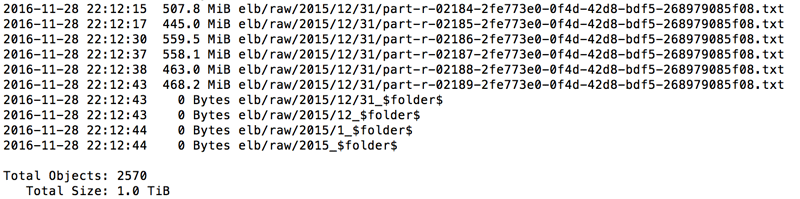 2016-11-28 22:12:15  507.8 MiB elb/raw/2015/12/31/part-r-02184-2fe773e0-0f4d-42d8-bdf5-268979085f08.txt
2016-11-28 22:12:17  445.0 MiB elb/raw/2015/12/31/part-r-02185-2fe773e0-0f4d-42d8-bdf5-268979085f08.txt
2016-11-28 22:12:30  559.5 MiB elb/raw/2015/12/31/part-r-02186-2fe773e0-0f4d-42d8-bdf5-268979085f08.txt
2016-11-28 22:12:37  558.1 MiB elb/raw/2015/12/31/part-r-02187-2fe773e0-0f4d-42d8-bdf5-268979085f08.txt
2016-11-28 22:12:38  463.0 MiB elb/raw/2015/12/31/part-r-02188-2fe773e0-0f4d-42d8-bdf5-268979085f08.txt
2016-11-28 22:12:43  468.2 MiB elb/raw/2015/12/31/part-r-02189-2fe773e0-0f4d-42d8-bdf5-268979085f08.txt
2016-11-28 22:12:43    0 Bytes elb/raw/2015/12/31_$folder$
2016-11-28 22:12:43    0 Bytes elb/raw/2015/12_$folder$
2016-11-28 22:12:44    0 Bytes elb/raw/2015/1_$folder$
2016-11-28 22:12:44    0 Bytes elb/raw/2015_$folder$
Total Objects: 2570
   Total Size: 1.0 TiB